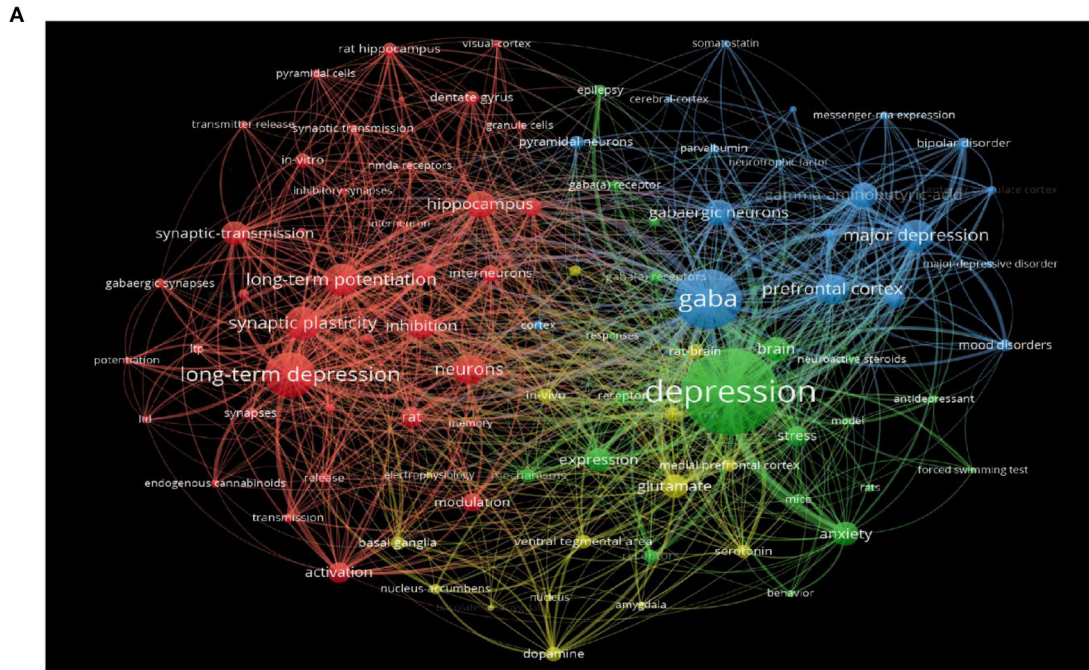 A
visual-cortex
somatostatin
rat hippocampus
pyramidal cells
epilepsy
dentate gyrus
cerebral-cortex
messenger-rna expression
transmitter release
synaptic transmission
granule cells
pyramidal neurons
parvalbumin
bipolar disorder
in-vitro
nmda receptors
neurotrophic factor
inhibitory synapses
gaba(a) receptor
gamma-aminobutyric-acid
hippocampus
gabaergic neurons
interneuron
synaptic-transmission
major depression
major depressive disorder
gabaergic synapses
long-term potentiation
interneurons
gaba(a) receptors
prefrontal cortex
gaba
synaptic plasticity
inhibition
cortex
responses
mood disorders
ltp
rat-brain
brain
potentiation
neuroactive steroids
long-term depression
neurons
depression
in-vivo
receptor
antidepressant
ltd
synapses
rat
memory
model
stress
expression
medial prefrontal cortex
forced swimming test
endogenous cannabinoids
release
electrophysiology
mechanisms
glutamate
rats
mice
modulation
transmission
anxiety
basal ganglia
ventral tegmental area
serotonin
receptors
activation
nucleus-accumbens
nucleus
amygdala
behavior
dopamine